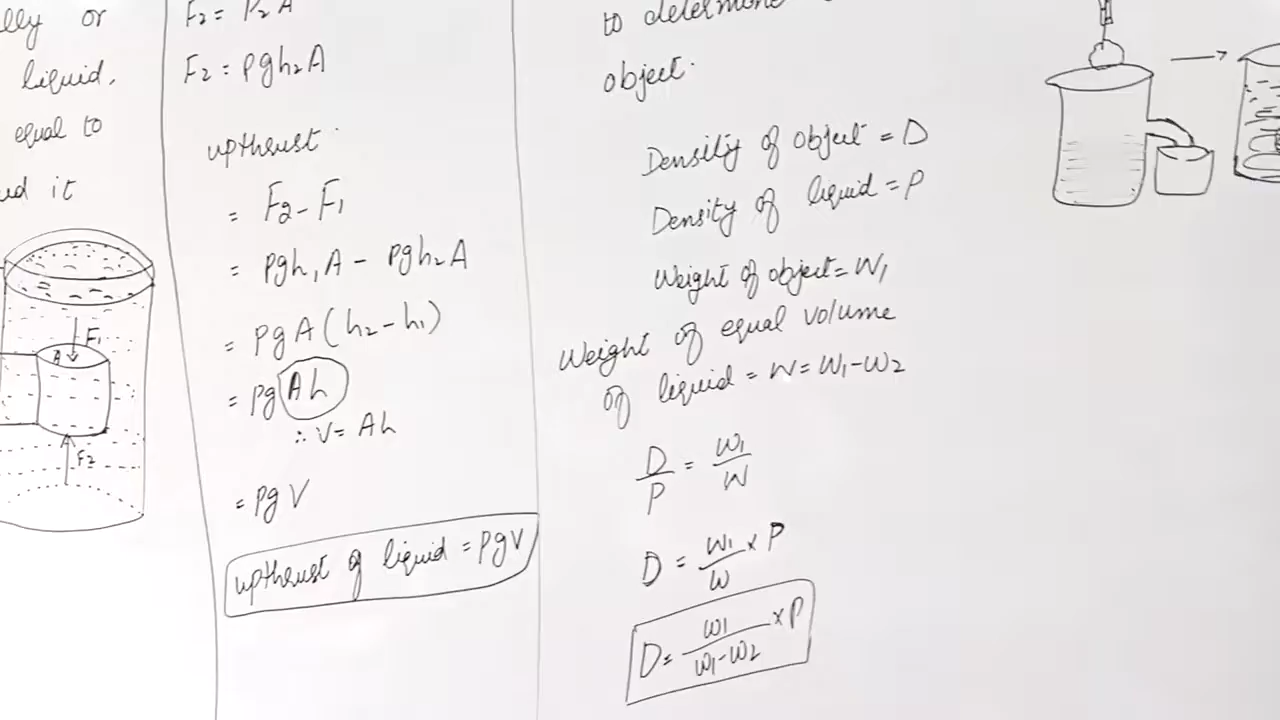 or
liquid.
equal to
it
A
F1
F2
F2 = P2 A
F2 = ρgh2A
upthrust
= F2 - F1
= ρgh1A - ρgh2A
= ρgA(h2-h1)
= ρg Ah
∴ V = Ah
= ρgV
upthrust of liquid = ρgV
to determine
object.
Density of object = D
Density of liquid = ρ
Weight of object = W1
Weight of equal volume
of liquid = W = W1-W2
D/ρ = W1/W
D = W1/W × ρ
D = W1/W1-W2 × ρ